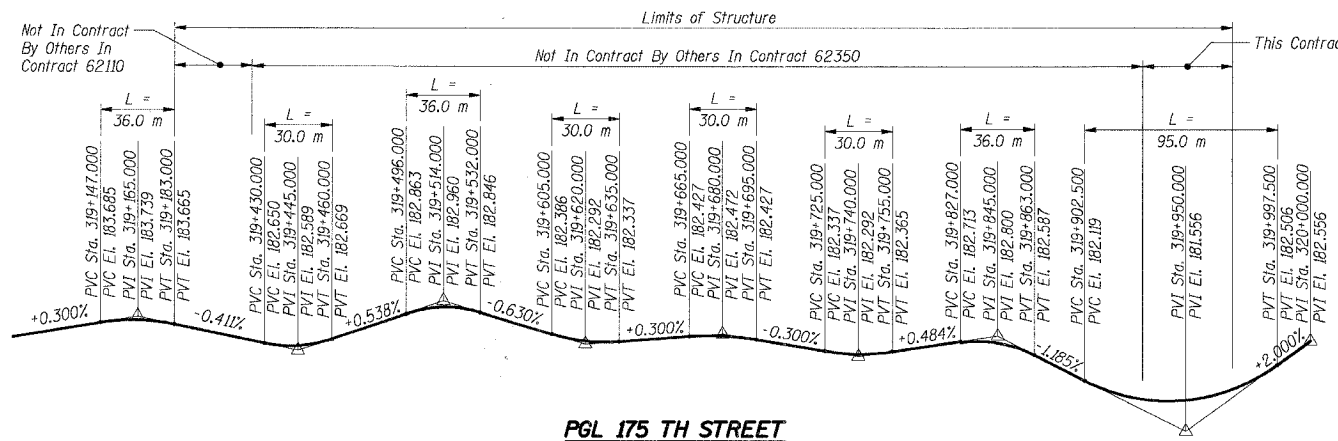 Limits of Structure
Not In Contract
By Others In
Contract 62110
Not In Contract By Others In Contract 62350
This Contrac
L =
36.0 m
L =
30.0 m
L =
36.0 m
L =
30.0 m
L =
30.0 m
L =
30.0 m
L =
36.0 m
L =
95.0 m
PVC Sta. 319+147.000
PVC El. 183.685
PVI Sta. 319+165.000
PVI El. 183.739
PVT Sta. 319+183.000
PVT El. 183.665
PVC Sta. 319+430.000
PVC El. 182.650
PVI Sta. 319+445.000
PVI El. 182.589
PVT Sta. 319+460.000
PVT El. 182.669
PVC Sta. 319+496.000
PVC El. 182.863
PVI Sta. 319+514.000
PVI El. 182.960
PVT Sta. 319+532.000
PVT El. 182.846
PVC Sta. 319+605.000
PVC El. 182.386
PVI Sta. 319+620.000
PVI El. 182.292
PVT Sta. 319+635.000
PVT El. 182.337
PVC Sta. 319+665.000
PVC El. 182.427
PVI Sta. 319+680.000
PVI El. 182.472
PVT Sta. 319+695.000
PVT El. 182.427
PVC Sta. 319+725.000
PVC El. 182.337
PVI Sta. 319+740.000
PVI El. 182.292
PVT Sta. 319+755.000
PVT El. 182.365
PVC Sta. 319+827.000
PVC El. 182.713
PVI Sta. 319+845.000
PVI El. 182.800
PVT Sta. 319+863.000
PVT El. 182.587
PVC Sta. 319+902.500
PVC El. 182.119
PVI Sta. 319+950.000
PVI El. 181.556
PVT Sta. 319+997.500
PVT El. 182.506
PVI Sta. 320+000.000
PVI El. 182.556
+0.300%
-0.411%
+0.538%
-0.630%
+0.300%
-0.300%
+0.484%
-1.185%
+2.000%
PGL 175 TH STREET